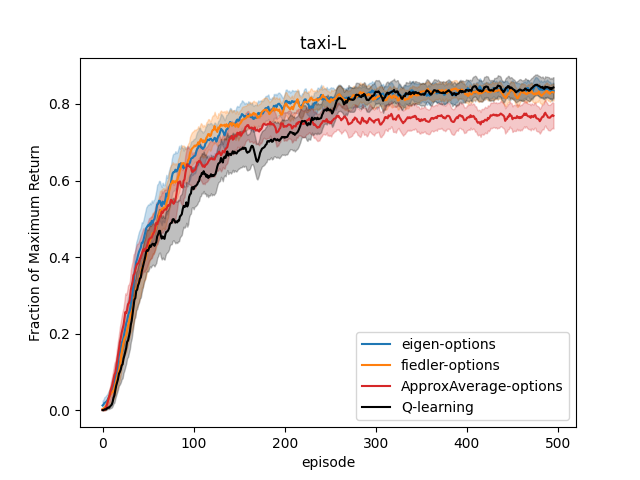 taxi-L
Fraction of Maximum Return
0.8
0.6
0.4
0.2
0.0
0 100 200 300 400 500
episode
eigen-options
fiedler-options
ApproxAverage-options
Q-learning